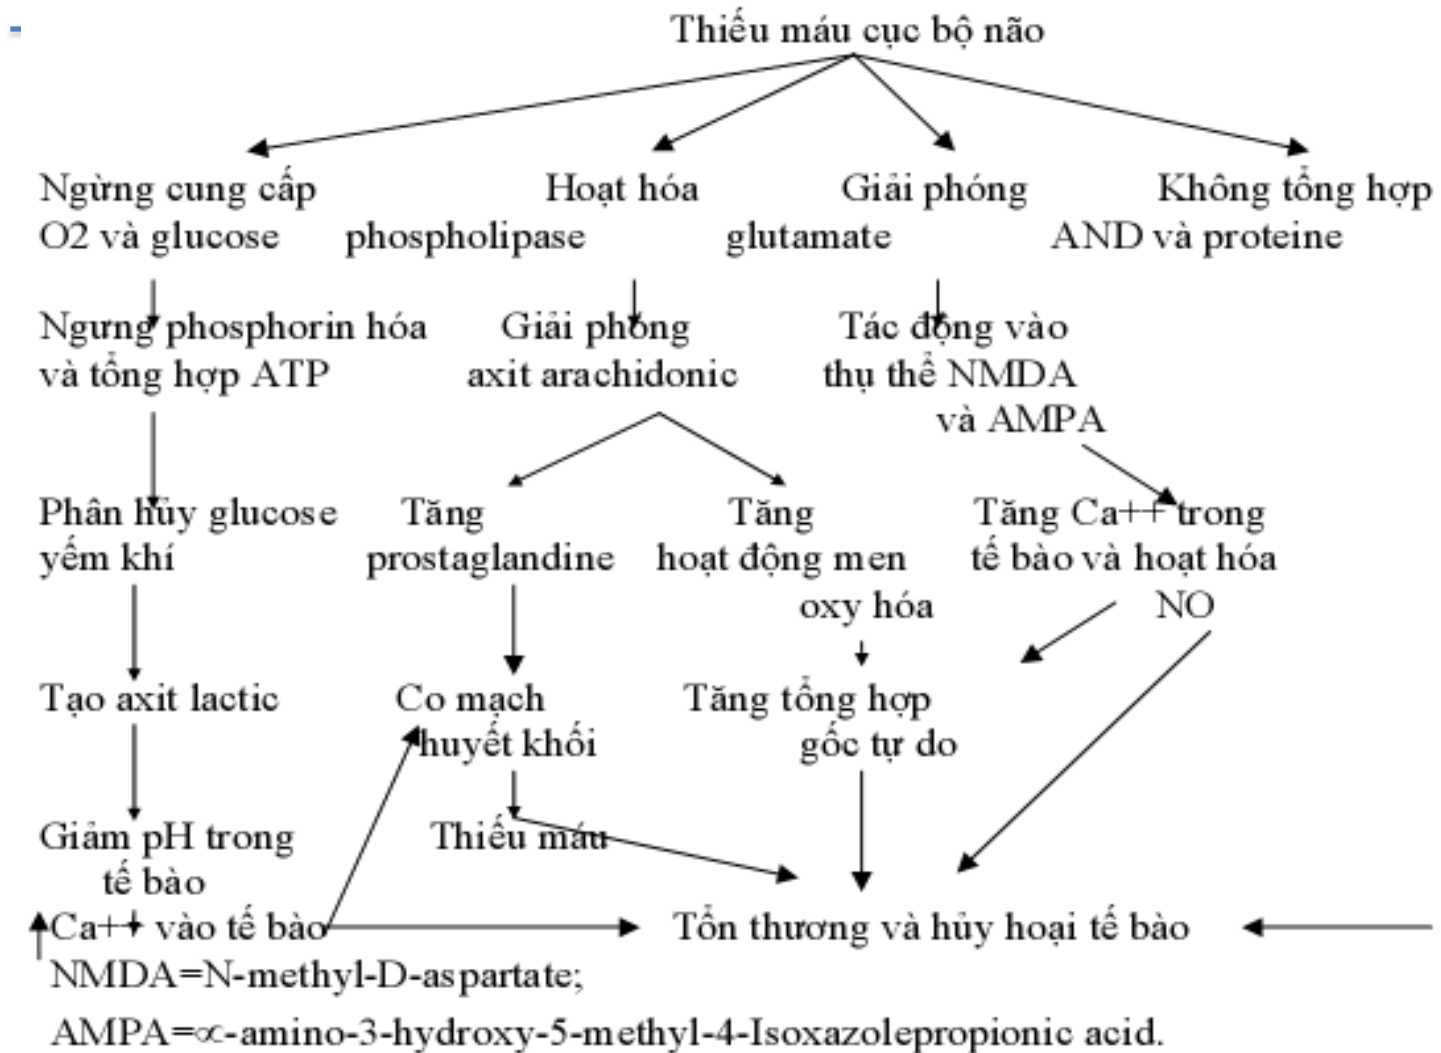 Thiếu máu cục bộ não
Ngừng cung cấp Hoạt hóa Giải phóng Không tổng hợp
O2 và glucose phospholipase glutamate AND và proteine
Ngưng phosphorin hóa Giải phóng Tác động vào
và tổng hợp ATP axit arachidonic thụ thể NMDA
và AMPA
Phân hủy glucose Tăng Tăng Tăng Ca++ trong
yếm khí prostaglandine hoạt động men tế bào và hoạt hóa
oxy hóa NO
Tạo axit lactic Co mạch Tăng tổng hợp
huyết khối gốc tự do
Giảm pH trong Thiếu máu
tế bào
Ca++ vào tế bào Tổn thương và hủy hoại tế bào
NMDA=N-methyl-D-aspartate;
AMPA=∝-amino-3-hydroxy-5-methyl-4-Isoxazolepropionic acid.